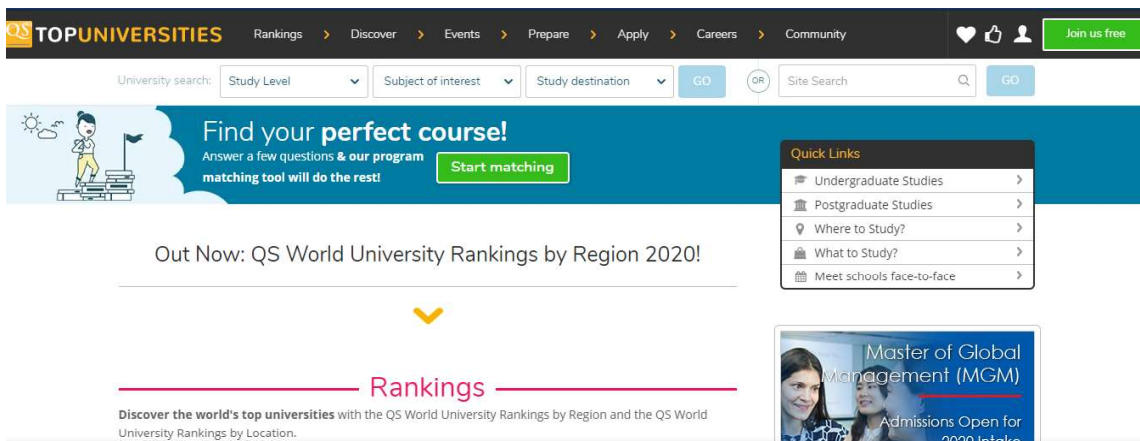 QS TOPUNIVERSITIES
Rankings > Discover > Events > Prepare > Apply > Careers > Community
Join us free
University search: Study Level Subject of interest Study destination GO OR Site Search GO
Find your perfect course!
Answer a few questions & our program
matching tool will do the rest!
Start matching
Quick Links
Undergraduate Studies
Postgraduate Studies
Where to Study?
What to Study?
Meet schools face-to-face
Out Now: QS World University Rankings by Region 2020!
Rankings
Discover the world's top universities with the QS World University Rankings by Region and the QS World
University Rankings by Location.
Master of Global
Management (MGM)
Admissions Open for
2020 Intake